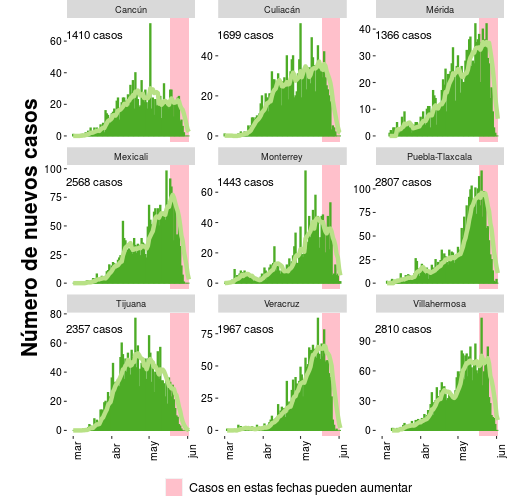 Número de nuevos casos
Cancún
1410 casos
60
40
20
0
Culiacán
1699 casos
40
20
0
Mérida
1366 casos
40
30
20
10
0
Mexicali
2568 casos
100
75
50
25
0
Monterrey
1443 casos
60
40
20
0
Puebla-Tlaxcala
2807 casos
100
75
50
25
0
Tijuana
2357 casos
80
60
40
20
0
mar
abr
may
jun
Veracruz
1967 casos
75
50
25
0
mar
abr
may
jun
Villahermosa
2810 casos
90
60
30
0
mar
abr
may
jun
Casos en estas fechas pueden aumentar